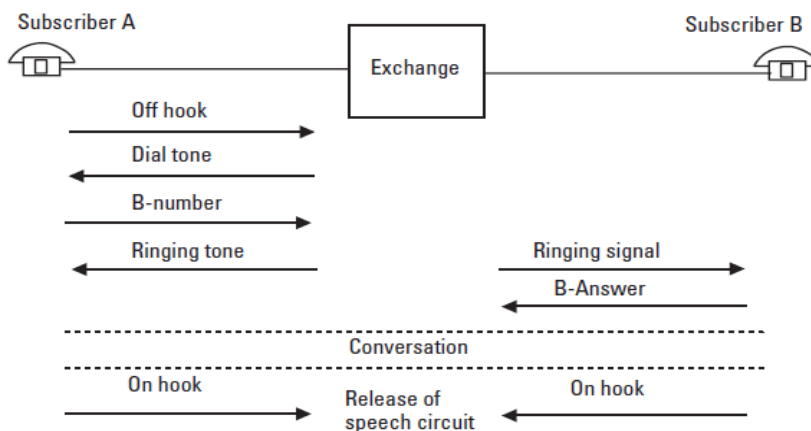 Subscriber A
Subscriber B
Exchange
Off hook
Dial tone
B-number
Ringing tone
Ringing signal
B-Answer
Conversation
On hook
Release of
speech circuit
On hook